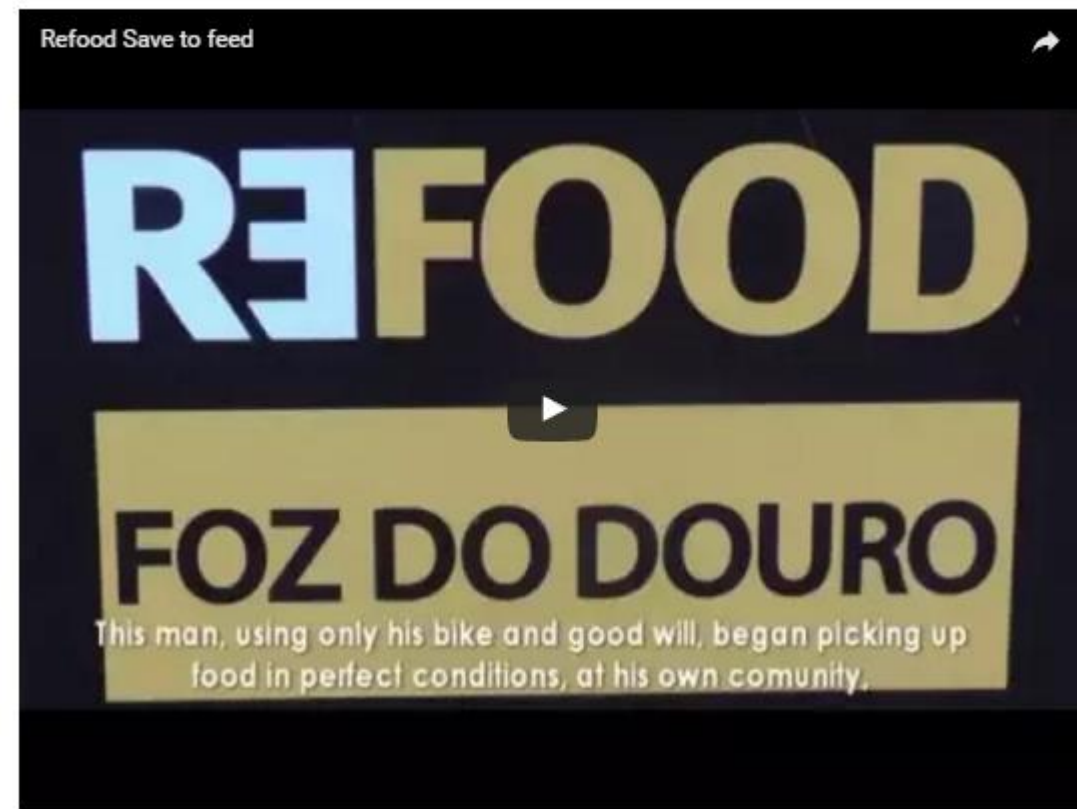 Refood Save to feed
REFOOD
FOZ DO DOURO
This man, using only his bike and good will, began picking up
food in perfect conditions, at his own comunity,